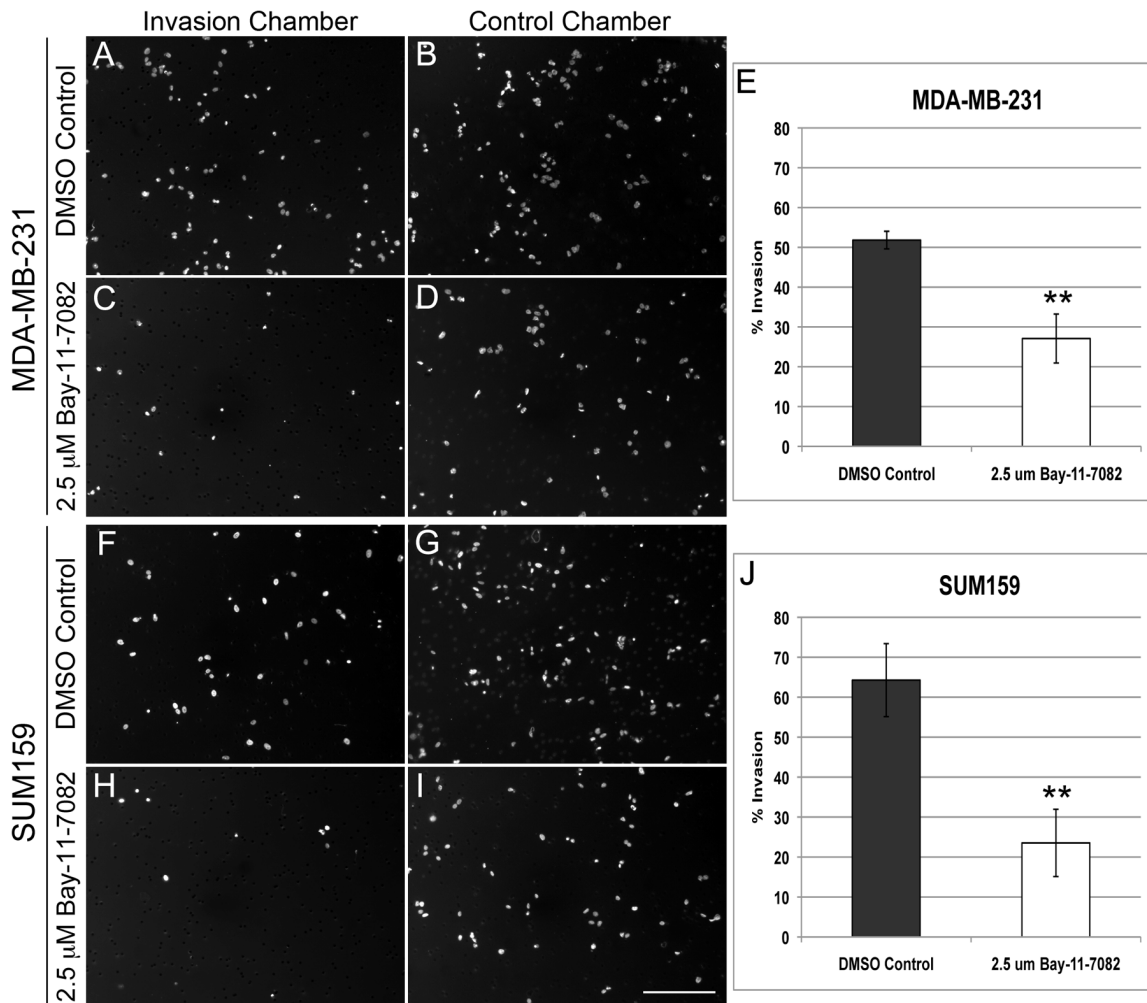 Invasion Chamber
Control Chamber
MDA-MB-231
DMSO Control
2.5 μM Bay-11-7082
A
B
C
D
E
MDA-MB-231
% Invasion
80
70
60
50
40
30
20
10
0
**
DMSO Control
2.5 um Bay-11-7082
SUM159
DMSO Control
2.5 μM Bay-11-7082
F
G
H
I
J
SUM159
% Invasion
80
70
60
50
40
30
20
10
0
**
DMSO Control
2.5 um Bay-11-7082